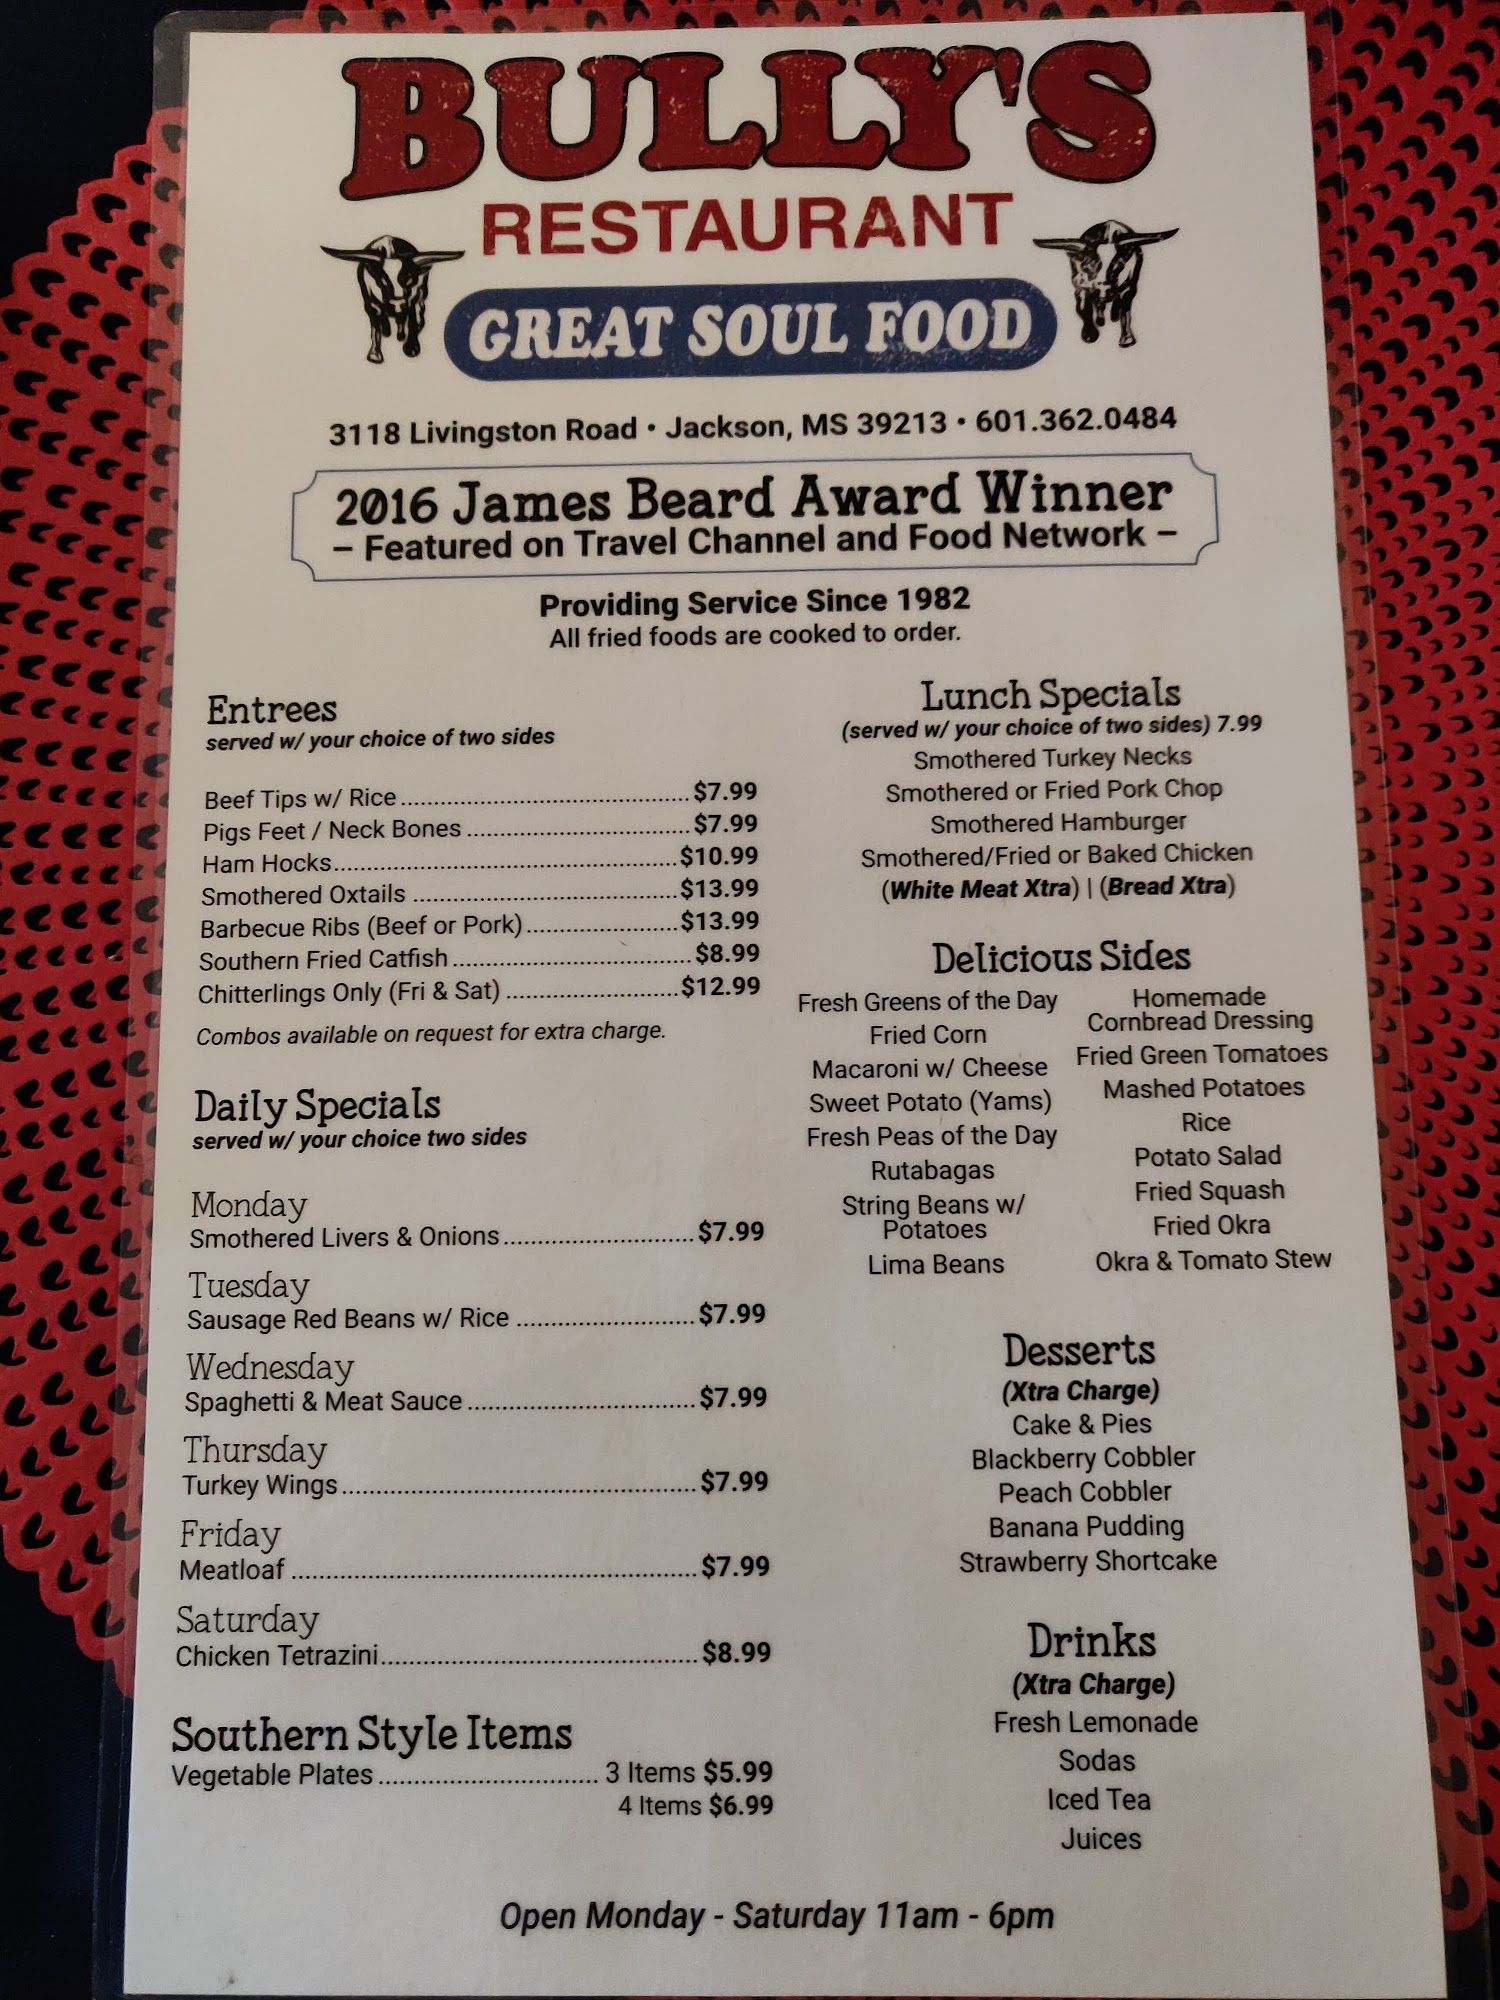 BULLY'S
RESTAURANT
GREAT SOUL FOOD
3118 Livingston Road • Jackson, MS 39213 • 601.362.0484
2016 James Beard Award Winner
– Featured on Travel Channel and Food Network –
Providing Service Since 1982
All fried foods are cooked to order.
Entrees
served w/ your choice of two sides
Beef Tips w/ Rice ........ $7.99
Pigs Feet / Neck Bones ........ $7.99
Ham Hocks ........ $10.99
Smothered Oxtails ........ $13.99
Barbecue Ribs (Beef or Pork) ........ $13.99
Southern Fried Catfish ........ $8.99
Chitterlings Only (Fri & Sat) ........ $12.99
Combos available on request for extra charge.
Daily Specials
served w/ your choice two sides
Monday
Smothered Livers & Onions ........ $7.99
Tuesday
Sausage Red Beans w/ Rice ........ $7.99
Wednesday
Spaghetti & Meat Sauce ........ $7.99
Thursday
Turkey Wings ........ $7.99
Friday
Meatloaf ........ $7.99
Saturday
Chicken Tetrazini ........ $8.99
Southern Style Items
Vegetable Plates ........ 3 Items $5.99
4 Items $6.99
Lunch Specials
(served w/ your choice of two sides) 7.99
Smothered Turkey Necks
Smothered or Fried Pork Chop
Smothered Hamburger
Smothered/Fried or Baked Chicken
(White Meat Xtra) | (Bread Xtra)
Delicious Sides
Fresh Greens of the Day
Fried Corn
Macaroni w/ Cheese
Sweet Potato (Yams)
Fresh Peas of the Day
Rutabagas
String Beans w/
Potatoes
Lima Beans
Homemade
Cornbread Dressing
Fried Green Tomatoes
Mashed Potatoes
Rice
Potato Salad
Fried Squash
Fried Okra
Okra & Tomato Stew
Desserts
(Xtra Charge)
Cake & Pies
Blackberry Cobbler
Peach Cobbler
Banana Pudding
Strawberry Shortcake
Drinks
(Xtra Charge)
Fresh Lemonade
Sodas
Iced Tea
Juices
Open Monday - Saturday 11am - 6pm